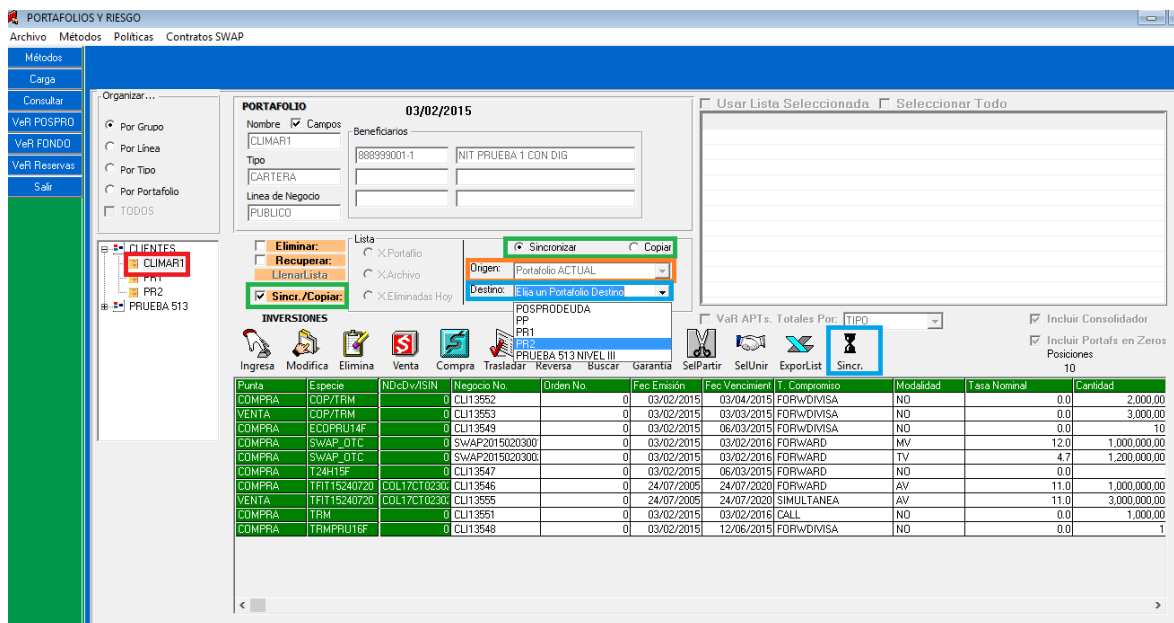 PORTAFOLIOS Y RIESGO
Archivo Métodos Políticas Contratos SWAP
Métodos
Carga
Consultar
VeR POSPRO
VeR FONDO
VeR Reservas
Salir
Organizar...
Por Grupo
Por Línea
Por Tipo
Por Portafolio
TODOS
CLIENTES
CLIMAR1
PR1
PR2
PRUEBA 513
PORTAFOLIO 03/02/2015
Nombre Campos
CLIMAR1
Tipo
CARTERA
Linea de Negocio
PUBLICO
Beneficiarios
888999001-1 NIT PRUEBA 1 CON DIG
Usar Lista Seleccionada Seleccionar Todo
Eliminar:
Recuperar:
LlenarLista
Sincr./Copiar:
Lista
X.Portaflio
X.Archivo
X.Eliminadas Hoy
Sincronizar Copiar
Origen: Portafolio ACTUAL
Destino: Elija un Portafolio Destino
POSPRODEUDA
PP
PR1
PR2
PRUEBA 513 NIVEL III
VaR APTs. Totales Por: TIPO
Incluir Consolidador
Incluir Portafs en Zeros
Posiciones
10
INVERSIONES
Ingresa Modifica Elimina Venta Compra Trasladar Reversa Buscar Garantia SelPartir SelUnir ExporList Sincr.
Punta Especie NDcDv/ISIN Negocio No. Orden No. Fec Emisión Fec Vencimient T. Compromiso Modalidad Tasa Nominal Cantidad
COMPRA COP/TRM 0 CLI13552 0 03/02/2015 03/04/2015 FORWDIVISA NO 0.0 2,000,00
VENTA COP/TRM 0 CLI13553 0 03/02/2015 03/03/2015 FORWDIVISA NO 0.0 3,000,00
COMPRA ECOPRU14F 0 CLI13549 0 03/02/2015 06/03/2015 FORWDIVISA NO 0.0 10
COMPRA SWAP_OTC 0 SWAP2015020300 0 03/02/2015 03/02/2016 FORWARD MV 12.0 1,000,000,00
COMPRA SWAP_OTC 0 SWAP2015020300 0 03/02/2015 03/02/2016 FORWARD TV 4.7 1,200,000,00
COMPRA T24H15F 0 CLI13547 0 03/02/2015 06/03/2015 FORWARD NO 0.0
COMPRA TFIT15240720 COL17CT0230 CLI13546 0 24/07/2005 24/07/2020 FORWARD AV 11.0 1,000,000,00
VENTA TFIT15240720 COL17CT0230 CLI13555 0 24/07/2005 24/07/2020 SIMULTANEA AV 11.0 3,000,000,00
COMPRA TRM 0 CLI13551 0 03/02/2015 03/02/2016 CALL NO 0.0 1,000,00
COMPRA TRMPRU16F 0 CLI13548 0 03/02/2015 12/06/2015 FORWDIVISA NO 0.0 1